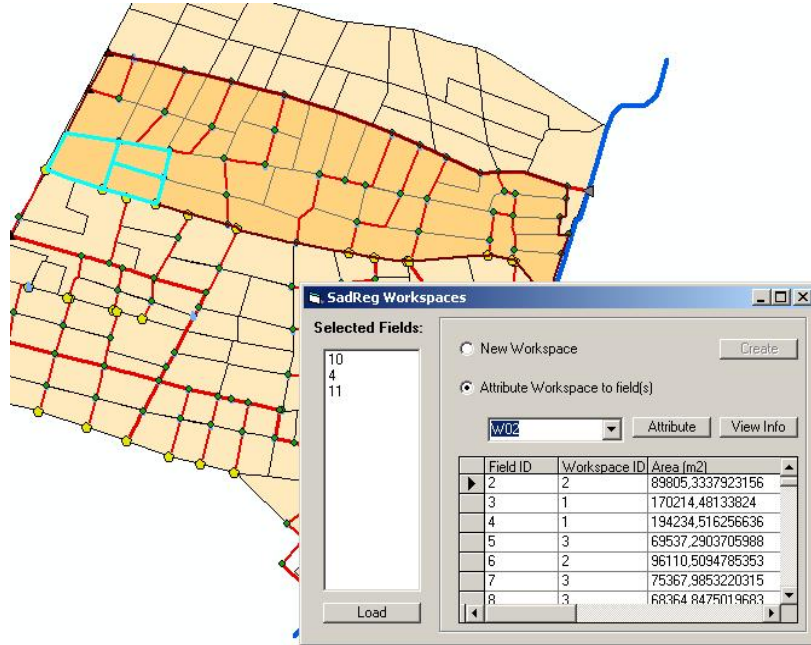 SadReg Workspaces
Selected Fields:
10
4
11
Load
New Workspace
Create
Attribute Workspace to field(s)
W02
Attribute
View Info
Field ID Workspace ID Area (m2)
2 2 89805,3337923156
3 1 170214,48133824
4 1 194234,516256636
5 3 69537,2903705988
6 2 96110,5094785353
7 3 75367,9853220315
8 3 68364,8475019683